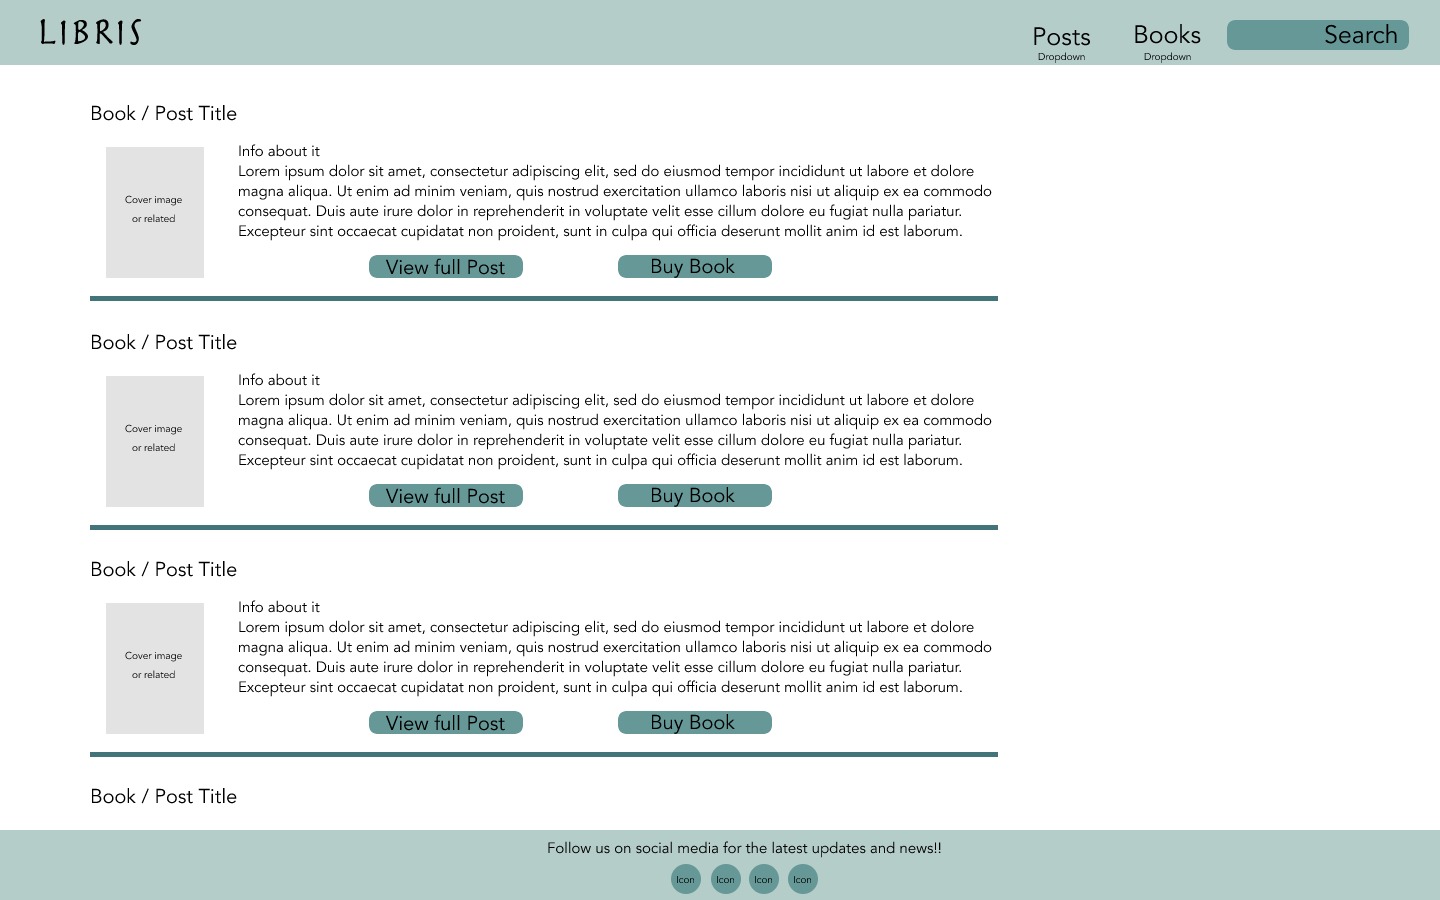 LIBRIS
Posts
Dropdown
Books
Dropdown
Search
Book / Post Title
Cover image
or related
Info about it
Lorem ipsum dolor sit amet, consectetur adipiscing elit, sed do eiusmod tempor incididunt ut labore et dolore
magna aliqua. Ut enim ad minim veniam, quis nostrud exercitation ullamco laboris nisi ut aliquip ex ea commodo
consequat. Duis aute irure dolor in reprehenderit in voluptate velit esse cillum dolore eu fugiat nulla pariatur.
Excepteur sint occaecat cupidatat non proident, sunt in culpa qui officia deserunt mollit anim id est laborum.
View full Post
Buy Book
Book / Post Title
Cover image
or related
Info about it
Lorem ipsum dolor sit amet, consectetur adipiscing elit, sed do eiusmod tempor incididunt ut labore et dolore
magna aliqua. Ut enim ad minim veniam, quis nostrud exercitation ullamco laboris nisi ut aliquip ex ea commodo
consequat. Duis aute irure dolor in reprehenderit in voluptate velit esse cillum dolore eu fugiat nulla pariatur.
Excepteur sint occaecat cupidatat non proident, sunt in culpa qui officia deserunt mollit anim id est laborum.
View full Post
Buy Book
Book / Post Title
Cover image
or related
Info about it
Lorem ipsum dolor sit amet, consectetur adipiscing elit, sed do eiusmod tempor incididunt ut labore et dolore
magna aliqua. Ut enim ad minim veniam, quis nostrud exercitation ullamco laboris nisi ut aliquip ex ea commodo
consequat. Duis aute irure dolor in reprehenderit in voluptate velit esse cillum dolore eu fugiat nulla pariatur.
Excepteur sint occaecat cupidatat non proident, sunt in culpa qui officia deserunt mollit anim id est laborum.
View full Post
Buy Book
Book / Post Title
Follow us on social media for the latest updates and news!!
Icon
Icon
Icon
Icon